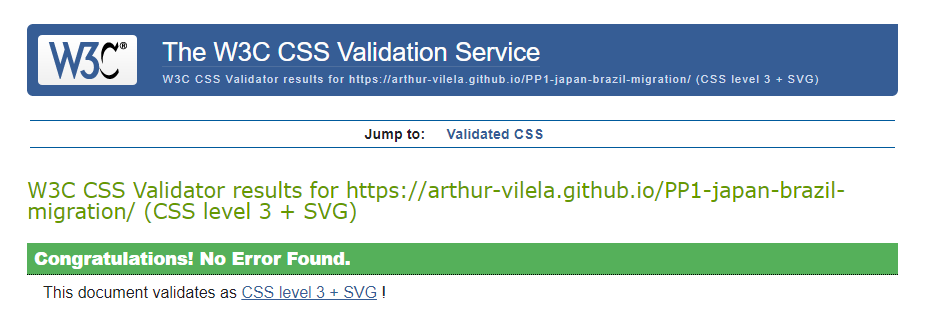 W3C® The W3C CSS Validation Service
W3C CSS Validator results for https://arthur-vilela.github.io/PP1-japan-brazil-migration/ (CSS level 3 + SVG)
Jump to: Validated CSS
W3C CSS Validator results for https://arthur-vilela.github.io/PP1-japan-brazil-
migration/ (CSS level 3 + SVG)
Congratulations! No Error Found.
This document validates as CSS level 3 + SVG !